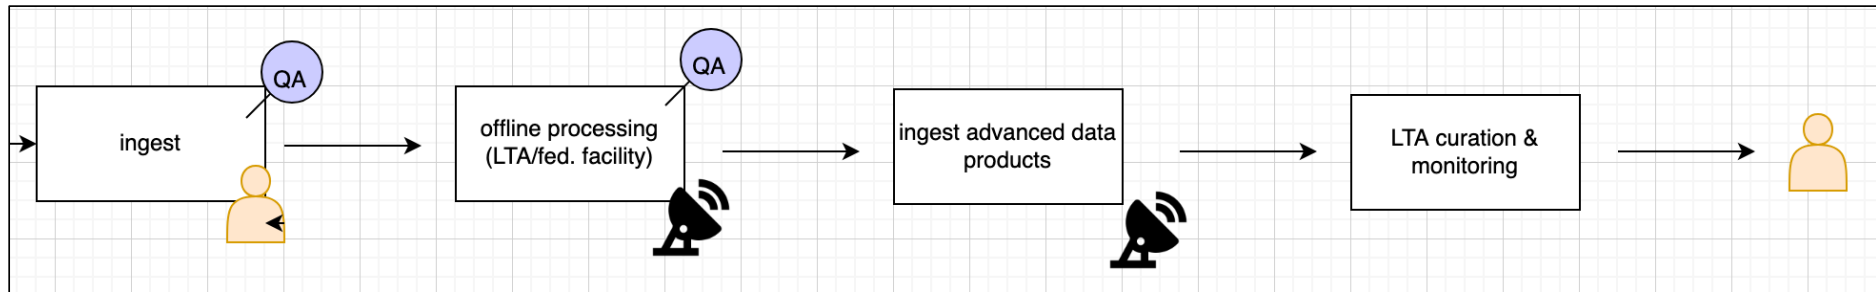 QA
ingest
QA
offline processing
(LTA/fed. facility)
ingest advanced data
products
LTA curation &
monitoring